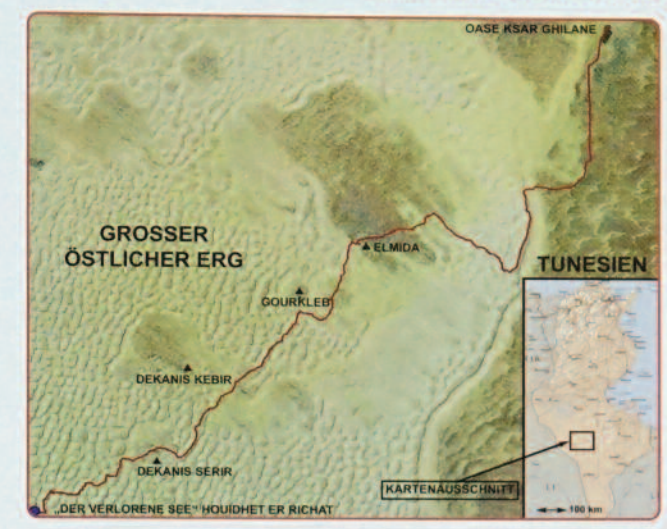 OASE KSAR GHILANE
GROSSER
ÖSTLICHER ERG
ELMIDA
TUNESIEN
GOURKLEB
DEKANIS KEBIR
DEKANIS SERIR
KARTENAUSSCHNITT
100 km
„DER VERLORENE SEE“ HOUIDHET ER RICHAT